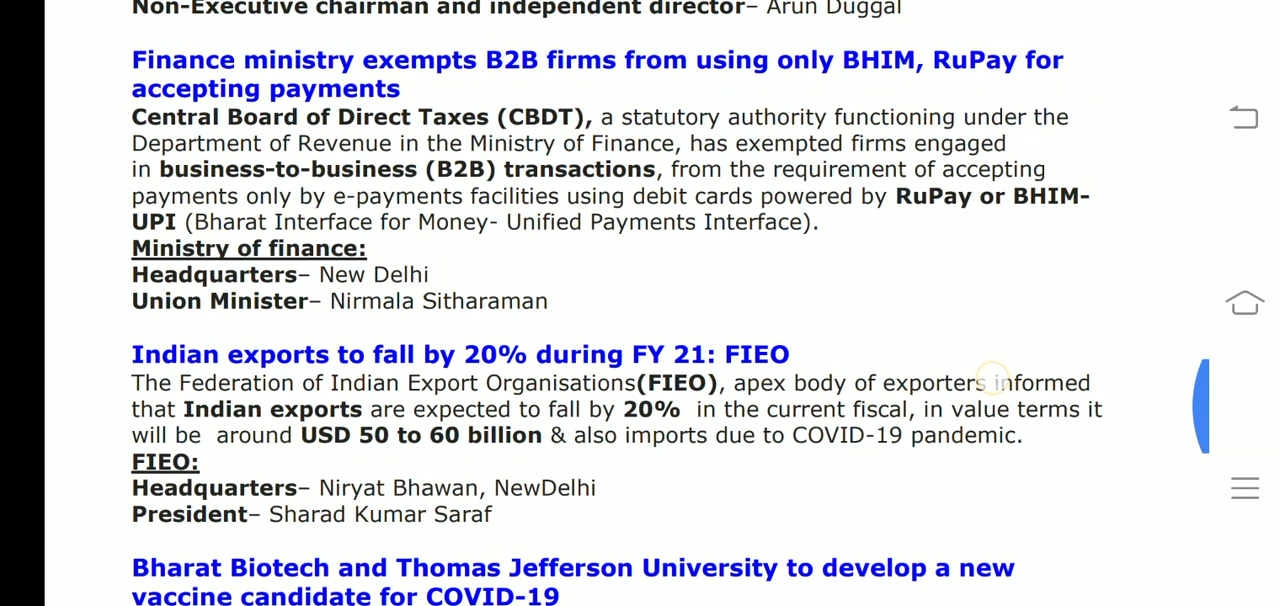 Non-Executive chairman and independent director– Arun Duggal
Finance ministry exempts B2B firms from using only BHIM, RuPay for
accepting payments
Central Board of Direct Taxes (CBDT), a statutory authority functioning under the
Department of Revenue in the Ministry of Finance, has exempted firms engaged
in business-to-business (B2B) transactions, from the requirement of accepting
payments only by e-payments facilities using debit cards powered by RuPay or BHIM-
UPI (Bharat Interface for Money- Unified Payments Interface).
Ministry of finance:
Headquarters– New Delhi
Union Minister– Nirmala Sitharaman
Indian exports to fall by 20% during FY 21: FIEO
The Federation of Indian Export Organisations(FIEO), apex body of exporters informed
that Indian exports are expected to fall by 20% in the current fiscal, in value terms it
will be around USD 50 to 60 billion & also imports due to COVID-19 pandemic.
FIEO:
Headquarters– Niryat Bhawan, NewDelhi
President– Sharad Kumar Saraf
Bharat Biotech and Thomas Jefferson University to develop a new
vaccine candidate for COVID-19